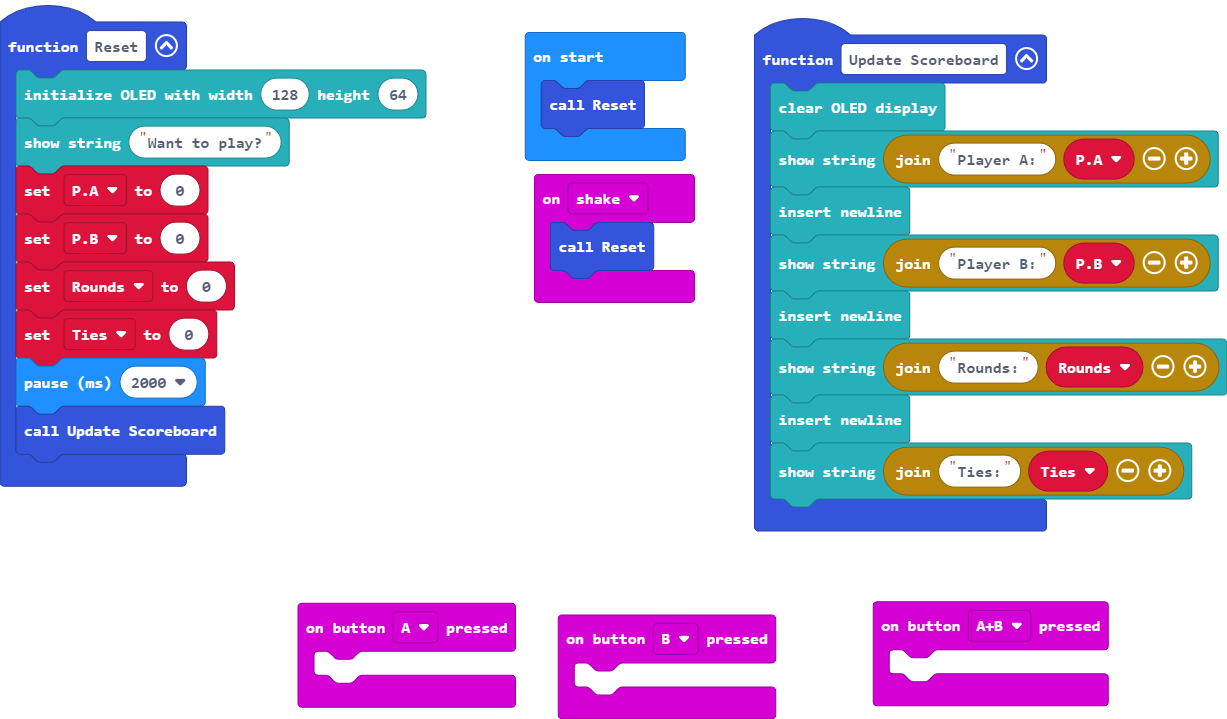 function Reset
initialize OLED with width 128 height 64
show string "Want to play?"
set P.A to 0
set P.B to 0
set Rounds to 0
set Ties to 0
pause (ms) 2000
call Update Scoreboard
on start
call Reset
on shake
call Reset
function Update Scoreboard
clear OLED display
show string join "Player A:" P.A
insert newline
show string join "Player B:" P.B
insert newline
show string join "Rounds:" Rounds
insert newline
show string join "Ties:" Ties
on button A pressed
on button B pressed
on button A+B pressed